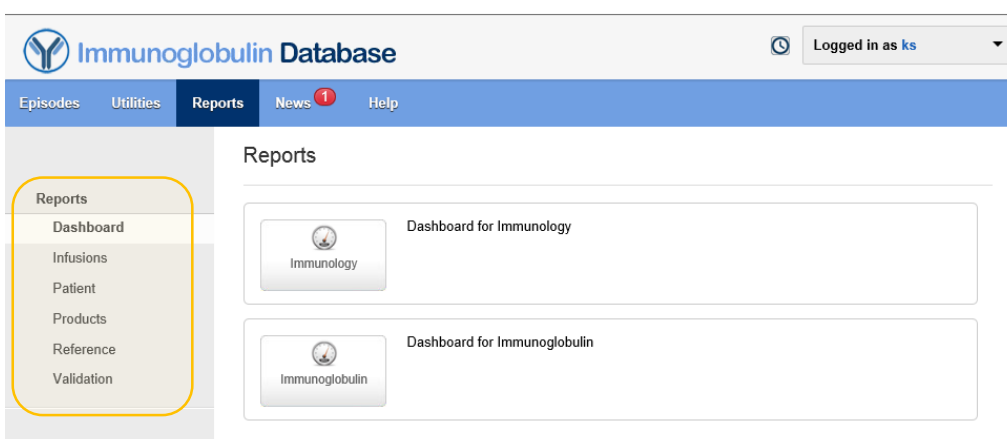 Immunoglobulin Database
Logged in as ks
Episodes Utilities Reports News 1 Help
Reports
Reports
Dashboard
Infusions
Patient
Products
Reference
Validation
Dashboard for Immunology
Immunology
Dashboard for Immunoglobulin
Immunoglobulin